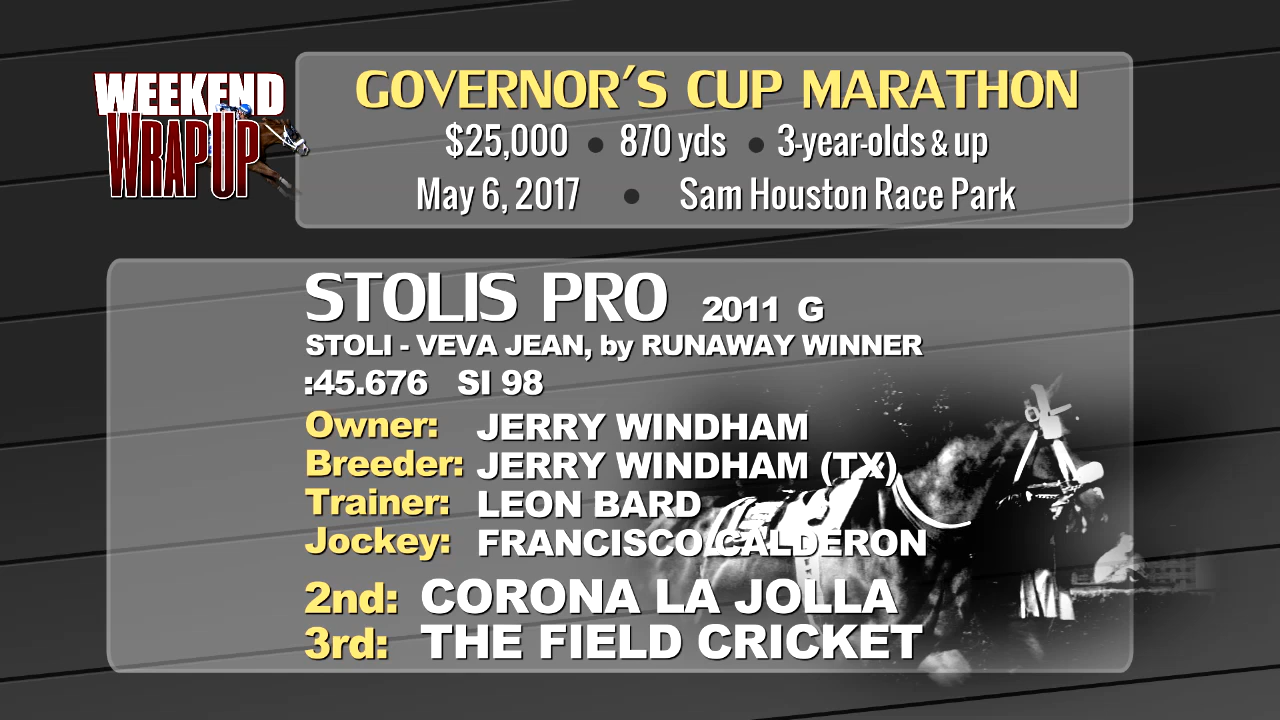 WEEKEND
WRAPUP
GOVERNOR'S CUP MARATHON
$25,000 • 870 yds • 3-year-olds & up
May 6, 2017 • Sam Houston Race Park
STOLIS PRO 2011 G
STOLI - VEVA JEAN, by RUNAWAY WINNER
:45.676 SI 98
Owner: JERRY WINDHAM
Breeder: JERRY WINDHAM (TX)
Trainer: LEON BARD
Jockey: FRANCISCO CALDERON
2nd: CORONA LA JOLLA
3rd: THE FIELD CRICKET